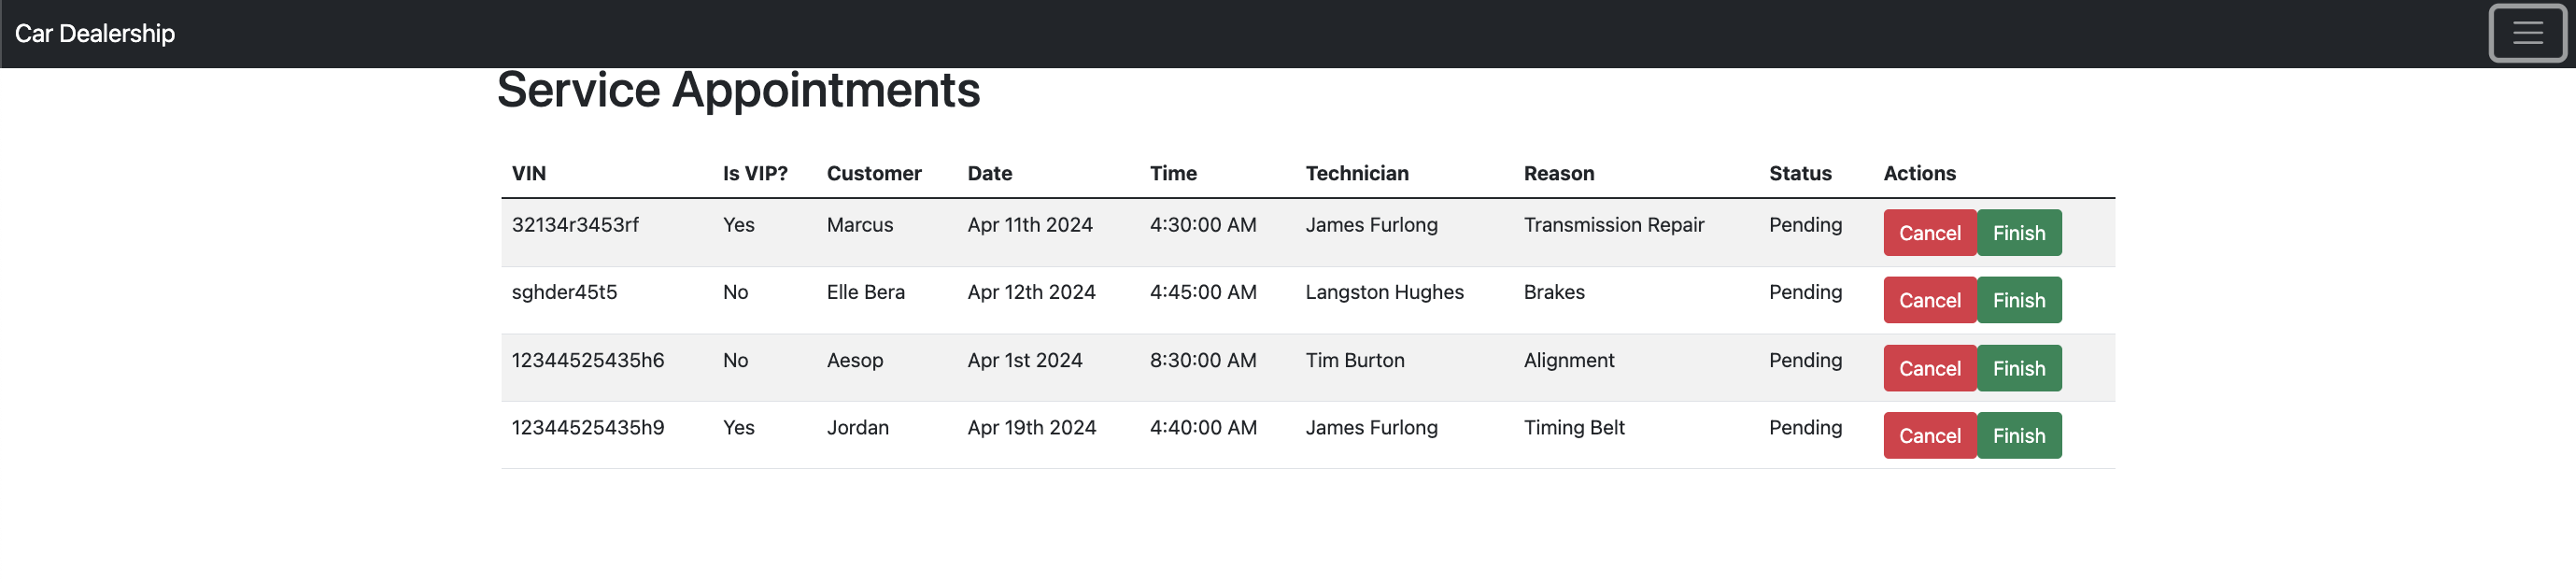 Car Dealership
Service Appointments
VIN Is VIP? Customer Date Time Technician Reason Status Actions
32134r3453rf Yes Marcus Apr 11th 2024 4:30:00 AM James Furlong Transmission Repair Pending Cancel Finish
sghder45t5 No Elle Bera Apr 12th 2024 4:45:00 AM Langston Hughes Brakes Pending Cancel Finish
12344525435h6 No Aesop Apr 1st 2024 8:30:00 AM Tim Burton Alignment Pending Cancel Finish
12344525435h9 Yes Jordan Apr 19th 2024 4:40:00 AM James Furlong Timing Belt Pending Cancel Finish